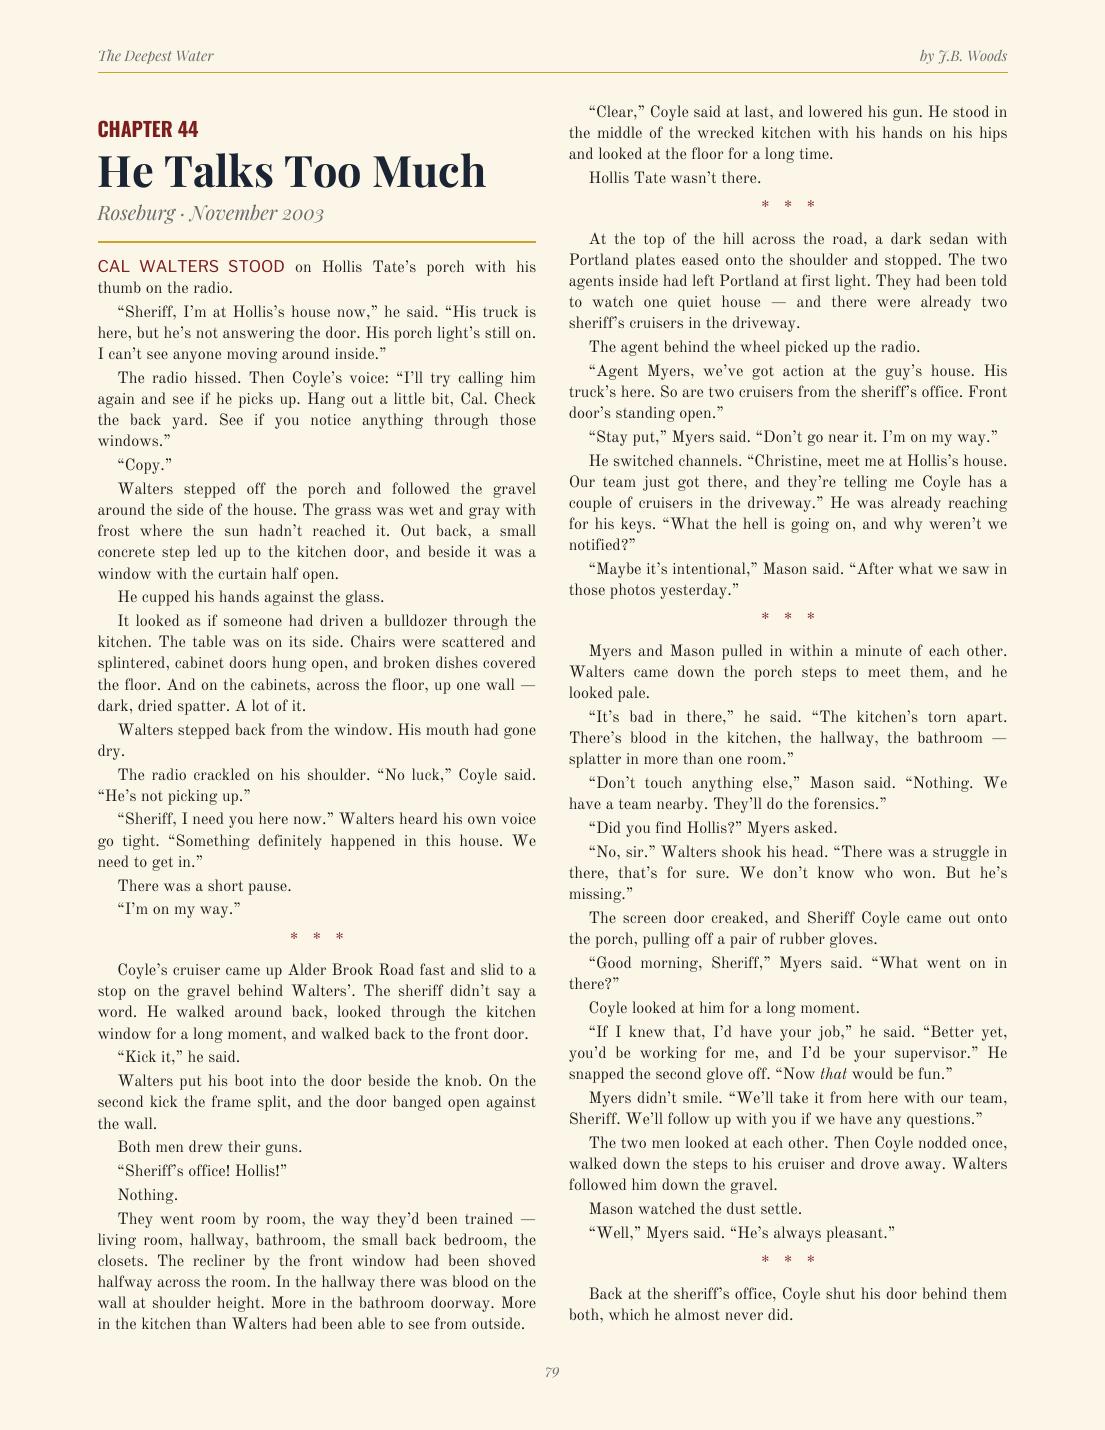 The Deepest Water
by J.B. Woods
CHAPTER 44
He Talks Too Much
Roseburg · November 2003
CAL WALTERS STOOD on Hollis Tate’s porch with his
thumb on the radio.
“Sheriff, I’m at Hollis’s house now,” he said. “His truck is
here, but he’s not answering the door. His porch light’s still on.
I can’t see anyone moving around inside.”
The radio hissed. Then Coyle’s voice: “I’ll try calling him
again and see if he picks up. Hang out a little bit, Cal. Check
the back yard. See if you notice anything through those
windows.”
“Copy.”
Walters stepped off the porch and followed the gravel
around the side of the house. The grass was wet and gray with
frost where the sun hadn’t reached it. Out back, a small
concrete step led up to the kitchen door, and beside it was a
window with the curtain half open.
He cupped his hands against the glass.
It looked as if someone had driven a bulldozer through the
kitchen. The table was on its side. Chairs were scattered and
splintered, cabinet doors hung open, and broken dishes covered
the floor. And on the cabinets, across the floor, up one wall —
dark, dried spatter. A lot of it.
Walters stepped back from the window. His mouth had gone
dry.
The radio crackled on his shoulder. “No luck,” Coyle said.
“He’s not picking up.”
“Sheriff, I need you here now.” Walters heard his own voice
go tight. “Something definitely happened in this house. We
need to get in.”
There was a short pause.
“I’m on my way.”
* * *
Coyle’s cruiser came up Alder Brook Road fast and slid to a
stop on the gravel behind Walters’. The sheriff didn’t say a
word. He walked around back, looked through the kitchen
window for a long moment, and walked back to the front door.
“Kick it,” he said.
Walters put his boot into the door beside the knob. On the
second kick the frame split, and the door banged open against
the wall.
Both men drew their guns.
“Sheriff’s office! Hollis!”
Nothing.
They went room by room, the way they’d been trained —
living room, hallway, bathroom, the small back bedroom, the
closets. The recliner by the front window had been shoved
halfway across the room. In the hallway there was blood on the
wall at shoulder height. More in the bathroom doorway. More
in the kitchen than Walters had been able to see from outside.
“Clear,” Coyle said at last, and lowered his gun. He stood in
the middle of the wrecked kitchen with his hands on his hips
and looked at the floor for a long time.
Hollis Tate wasn’t there.
* * *
At the top of the hill across the road, a dark sedan with
Portland plates eased onto the shoulder and stopped. The two
agents inside had left Portland at first light. They had been told
to watch one quiet house — and there were already two
sheriff’s cruisers in the driveway.
The agent behind the wheel picked up the radio.
“Agent Myers, we’ve got action at the guy’s house. His
truck’s here. So are two cruisers from the sheriff’s office. Front
door’s standing open.”
“Stay put,” Myers said. “Don’t go near it. I’m on my way.”
He switched channels. “Christine, meet me at Hollis’s house.
Our team just got there, and they’re telling me Coyle has a
couple of cruisers in the driveway.” He was already reaching
for his keys. “What the hell is going on, and why weren’t we
notified?”
“Maybe it’s intentional,” Mason said. “After what we saw in
those photos yesterday.”
* * *
Myers and Mason pulled in within a minute of each other.
Walters came down the porch steps to meet them, and he
looked pale.
“It’s bad in there,” he said. “The kitchen’s torn apart.
There’s blood in the kitchen, the hallway, the bathroom —
splatter in more than one room.”
“Don’t touch anything else,” Mason said. “Nothing. We
have a team nearby. They’ll do the forensics.”
“Did you find Hollis?” Myers asked.
“No, sir.” Walters shook his head. “There was a struggle in
there, that’s for sure. We don’t know who won. But he’s
missing.”
The screen door creaked, and Sheriff Coyle came out onto
the porch, pulling off a pair of rubber gloves.
“Good morning, Sheriff,” Myers said. “What went on in
there?”
Coyle looked at him for a long moment.
“If I knew that, I’d have your job,” he said. “Better yet,
you’d be working for me, and I’d be your supervisor.” He
snapped the second glove off. “Now that would be fun.”
Myers didn’t smile. “We’ll take it from here with our team,
Sheriff. We’ll follow up with you if we have any questions.”
The two men looked at each other. Then Coyle nodded once,
walked down the steps to his cruiser and drove away. Walters
followed him down the gravel.
Mason watched the dust settle.
“Well,” Myers said. “He’s always pleasant.”
* * *
Back at the sheriff’s office, Coyle shut his door behind them
both, which he almost never did.
79